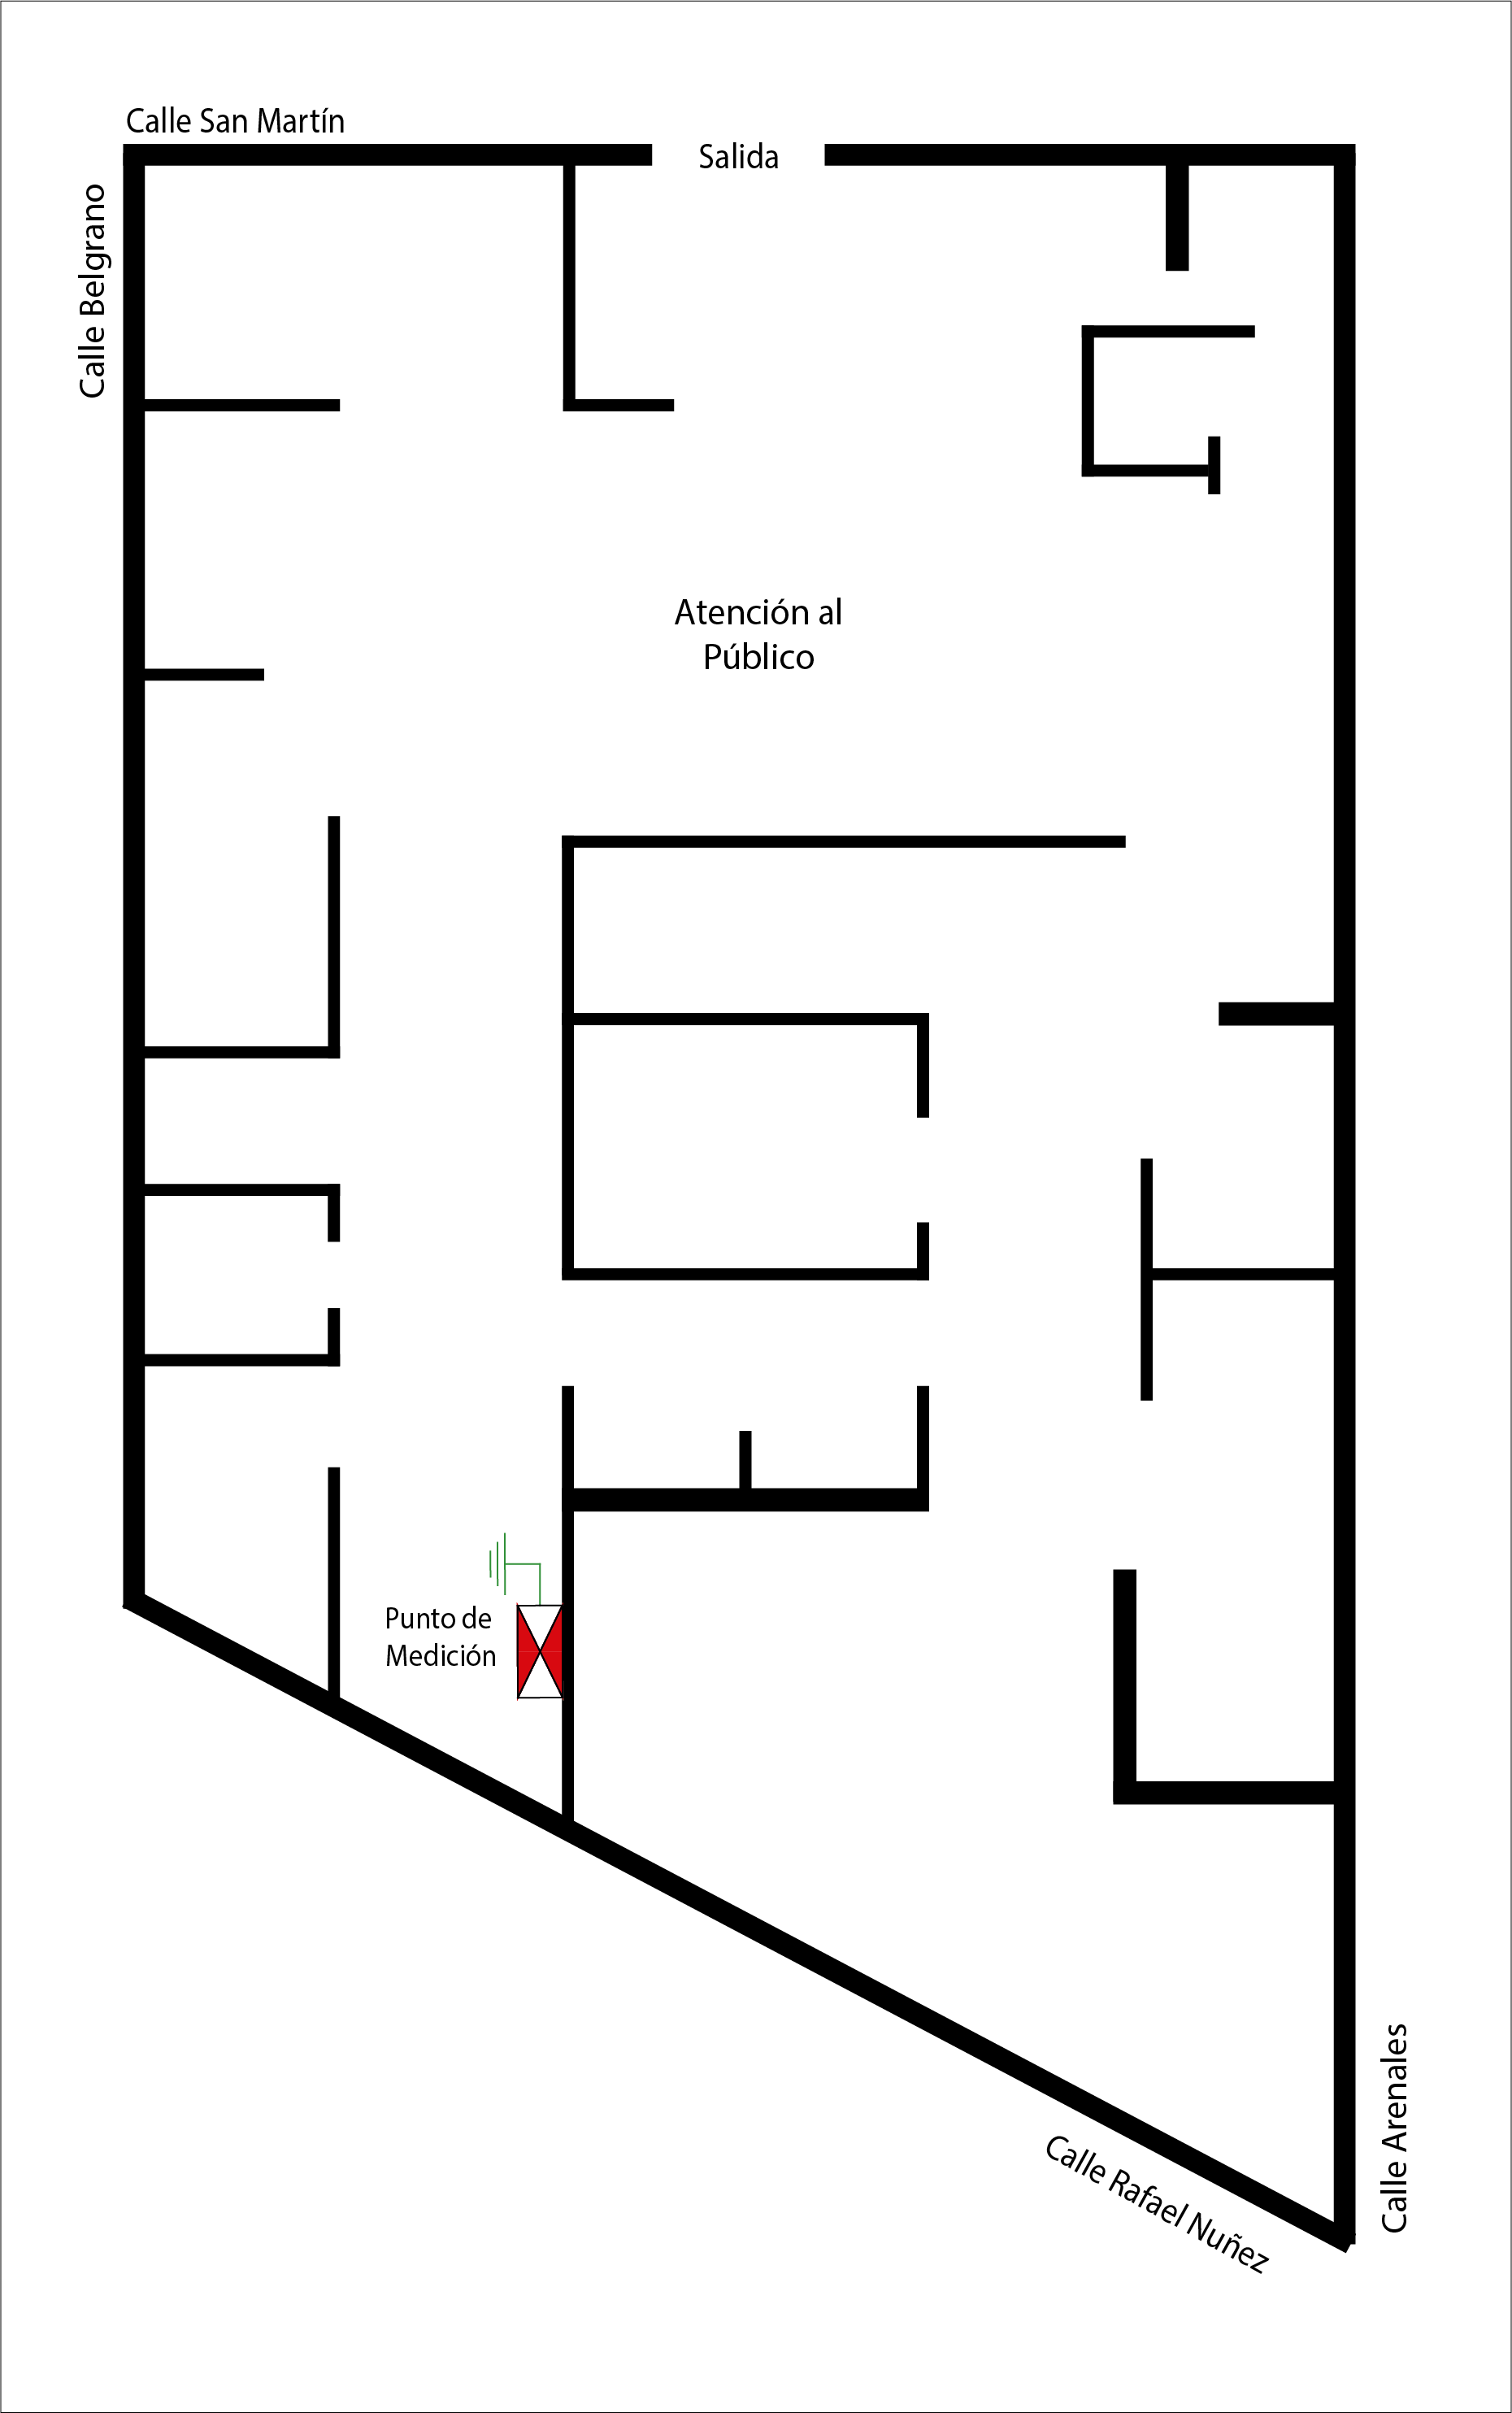 Calle San Martín
Salida
Calle Belgrano
Atención al
Público
Punto de
Medición
Calle Rafael Nuñez
Calle Arenales